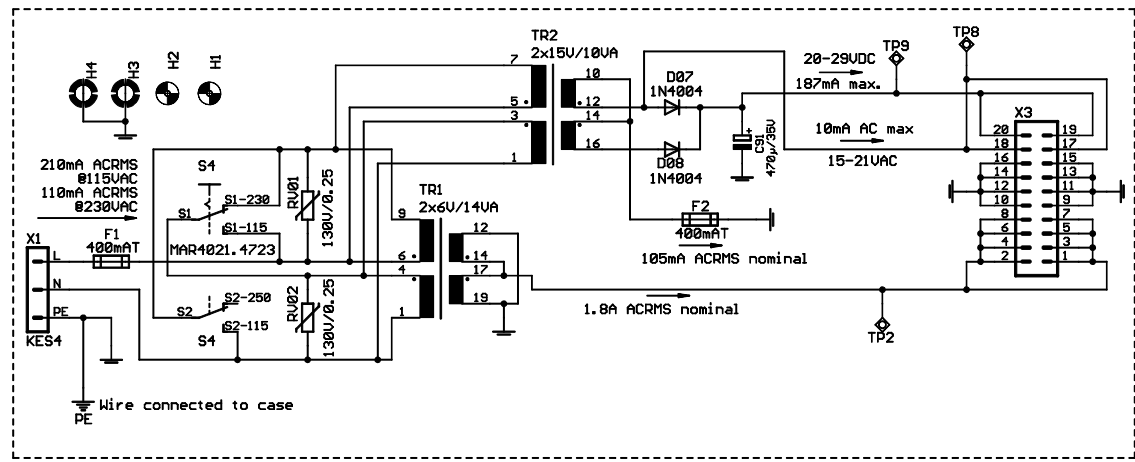 H4
H3
H2
H1
TR2
2x15V/10VA
7
5
3
1
10
12
14
16
D07
1N4004
D08
1N4004
+
C91
470µ/35V
20-29VDC
187mA max.
TP9
TP8
10mA AC max
15-21VAC
X3
20
18
16
14
12
10
8
6
4
2
19
17
15
13
11
9
7
5
3
1
210mA ACRMS
@115VAC
110mA ACRMS
@230VAC
S4
S1
S1-230
S1-115
MAR4021.4723
RV01
130V/0.25
TR1
2x6V/14VA
9
6
4
1
12
14
17
19
F2
400mAT
105mA ACRMS nominal
X1
L
N
PE
KES4
F1
400mAT
S2
S2-250
S2-115
S4
RV02
130V/0.25
1.8A ACRMS nominal
TP2
PE
Wire connected to case